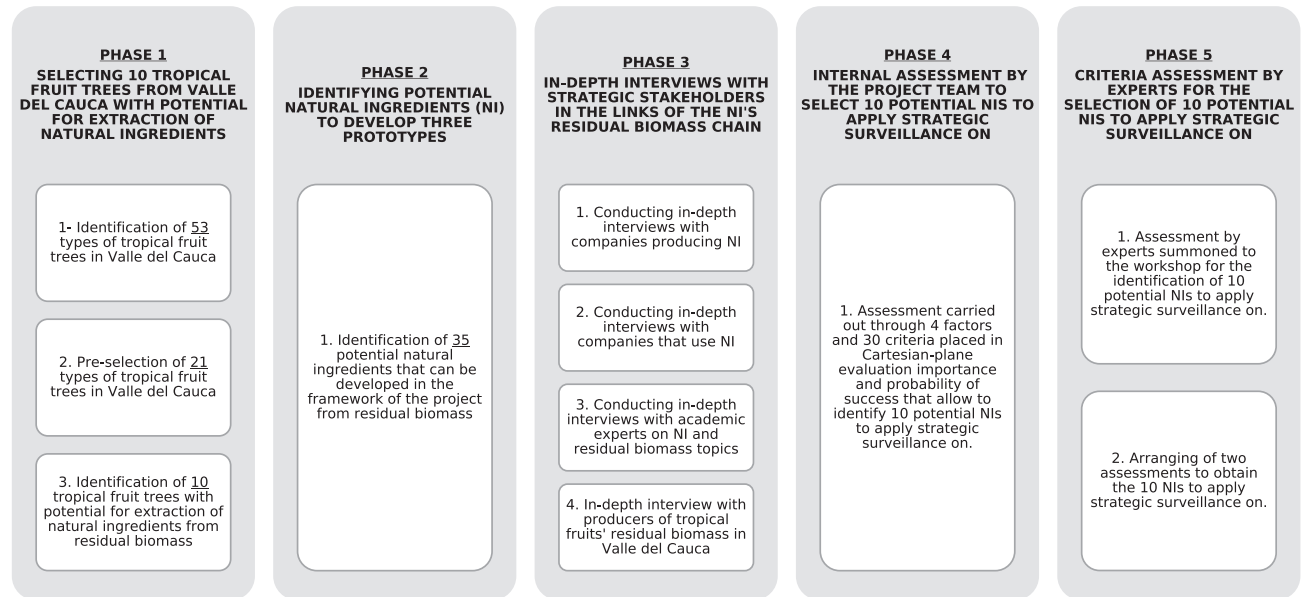 PHASE 1
SELECTING 10 TROPICAL
FRUIT TREES FROM VALLE
DEL CAUCA WITH POTENTIAL
FOR EXTRACTION OF
NATURAL INGREDIENTS
1- Identification of 53
types of tropical fruit
trees in Valle del Cauca
2. Pre-selection of 21
types of tropical fruit
trees in Valle del Cauca
3. Identification of 10
tropical fruit trees with
potential for extraction of
natural ingredients from
residual biomass
PHASE 2
IDENTIFYING POTENTIAL
NATURAL INGREDIENTS (NI)
TO DEVELOP THREE
PROTOTYPES
1. Identification of 35
potential natural
ingredients that can be
developed in the
framework of the project
from residual biomass
PHASE 3
IN-DEPTH INTERVIEWS WITH
STRATEGIC STAKEHOLDERS
IN THE LINKS OF THE NI'S
RESIDUAL BIOMASS CHAIN
1. Conducting in-depth
interviews with
companies producing NI
2. Conducting in-depth
interviews with
companies that use NI
3. Conducting in-depth
interviews with academic
experts on NI and
residual biomass topics
4. In-depth interview with
producers of tropical
fruits' residual biomass in
Valle del Cauca
PHASE 4
INTERNAL ASSESSMENT BY
THE PROJECT TEAM TO
SELECT 10 POTENTIAL NIS TO
APPLY STRATEGIC
SURVEILLANCE ON
1. Assessment carried
out through 4 factors
and 30 criteria placed in
Cartesian-plane
evaluation importance
and probability of
success that allow to
identify 10 potential NIs
to apply strategic
surveillance on.
PHASE 5
CRITERIA ASSESSMENT BY
EXPERTS FOR THE
SELECTION OF 10 POTENTIAL
NIS TO APPLY STRATEGIC
SURVEILLANCE ON
1. Assessment by
experts summoned to
the workshop for the
identification of 10
potential NIs to apply
strategic surveillance on.
2. Arranging of two
assessments to obtain
the 10 NIs to apply
strategic surveillance on.